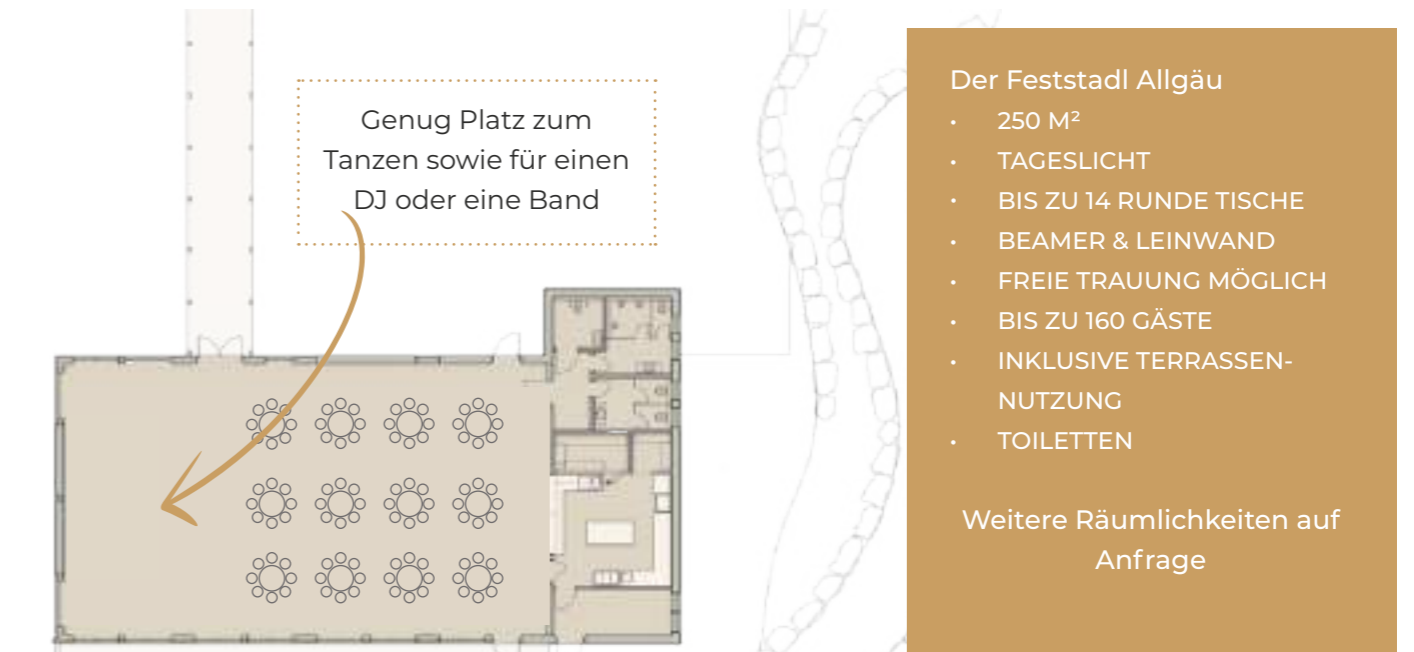 Genug Platz zum
Tanzen sowie für einen
DJ oder eine Band
Der Feststadl Allgäu
• 250 M²
• TAGESLICHT
• BIS ZU 14 RUNDE TISCHE
• BEAMER & LEINWAND
• FREIE TRAUUNG MÖGLICH
• BIS ZU 160 GÄSTE
• INKLUSIVE TERRASSEN-
NUTZUNG
• TOILETTEN
Weitere Räumlichkeiten auf
Anfrage